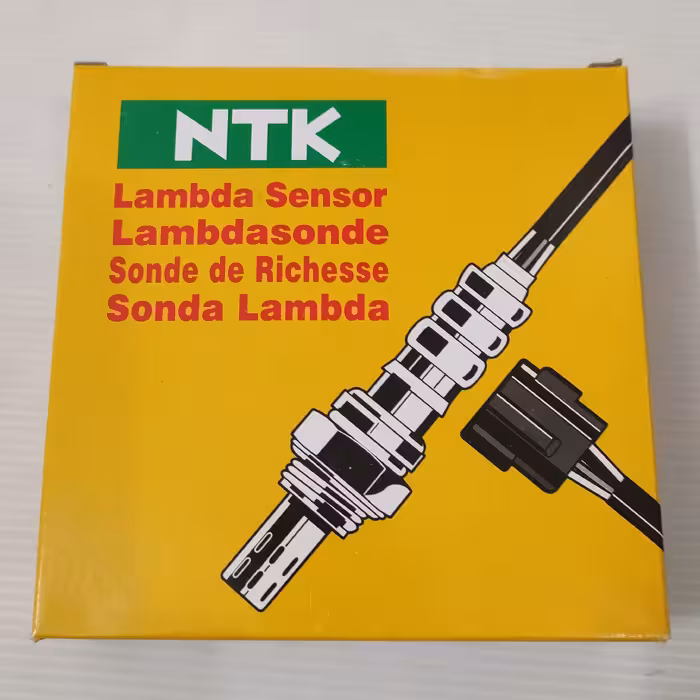 NTK
Lambda Sensor
Lambdasonde
Sonde de Richesse
Sonda Lambda